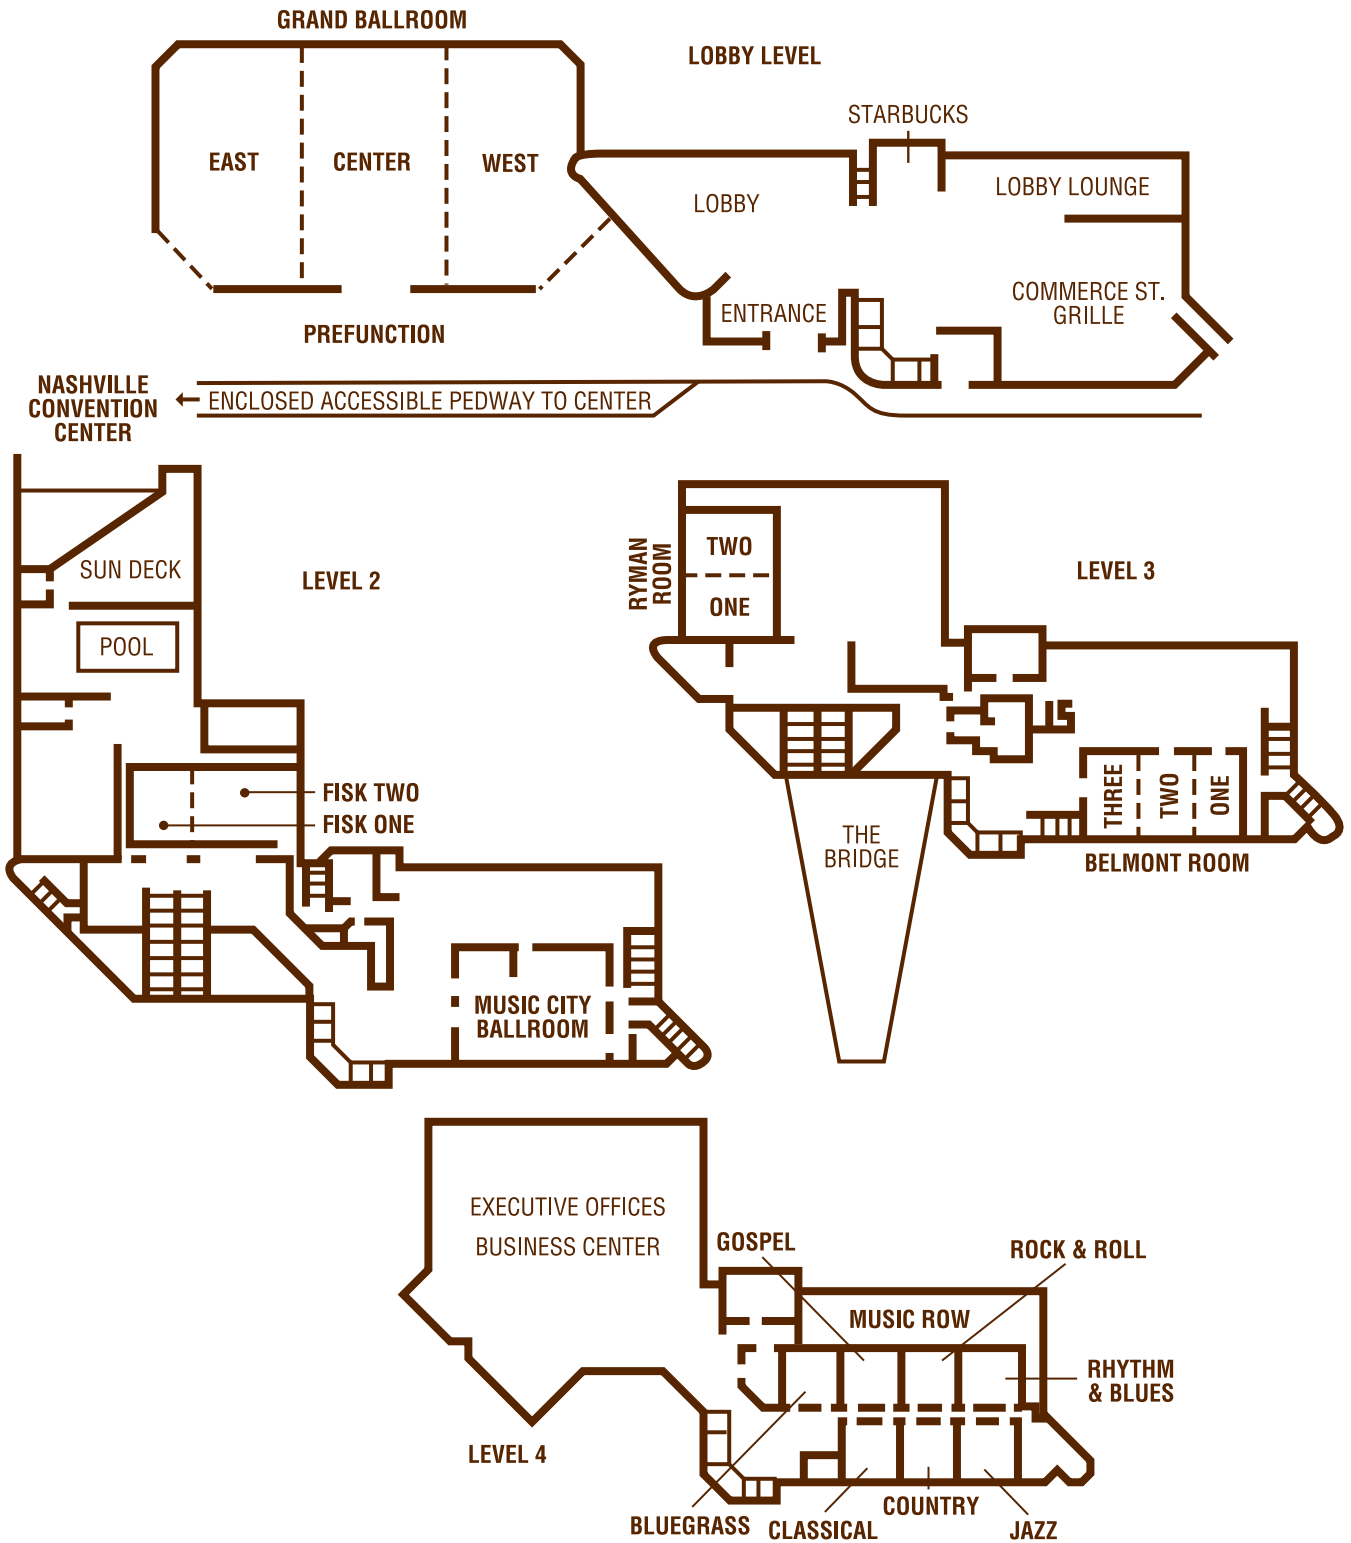 GRAND BALLROOM
LOBBY LEVEL
STARBUCKS
EAST
CENTER
WEST
LOBBY
LOBBY LOUNGE
ENTRANCE
COMMERCE ST.
GRILLE
PREFUNCTION
NASHVILLE
CONVENTION
CENTER
ENCLOSED ACCESSIBLE PEDWAY TO CENTER
SUN DECK
LEVEL 2
POOL
FISK TWO
FISK ONE
MUSIC CITY
BALLROOM
RYMAN
ROOM
TWO
ONE
LEVEL 3
THE
BRIDGE
THREE
TWO
ONE
BELMONT ROOM
EXECUTIVE OFFICES
BUSINESS CENTER
GOSPEL
ROCK & ROLL
MUSIC ROW
RHYTHM
& BLUES
LEVEL 4
BLUEGRASS
CLASSICAL
COUNTRY
JAZZ